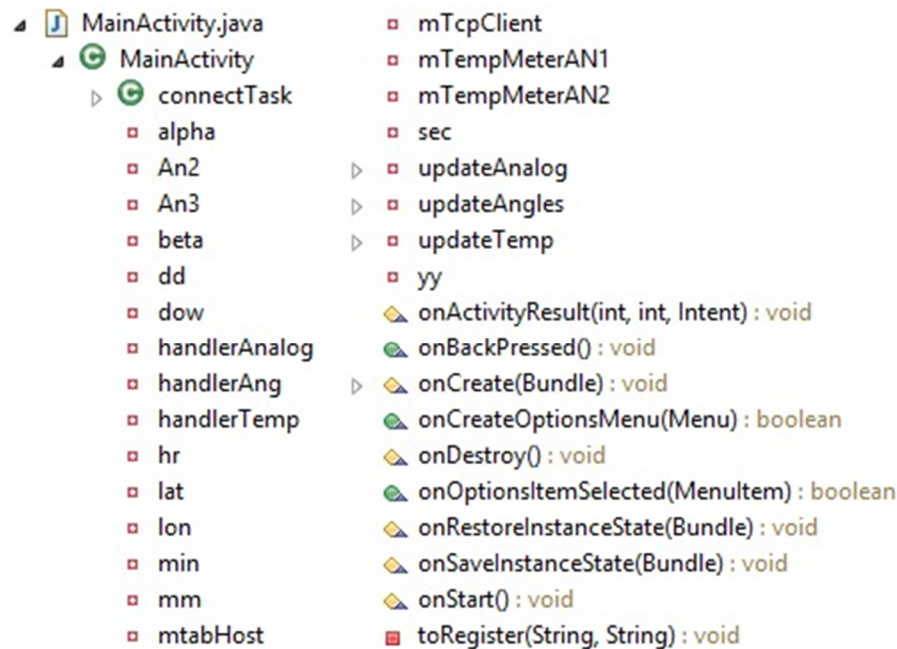 MainActivity.java
MainActivity
connectTask
alpha
An2
An3
beta
dd
dow
handlerAnalog
handlerAng
handlerTemp
hr
lat
lon
min
mm
mtabHost
mTcpClient
mTempMeterAN1
mTempMeterAN2
sec
updateAnalog
updateAngles
updateTemp
yy
onActivityResult(int, int, Intent) : void
onBackPressed() : void
onCreate(Bundle) : void
onCreateOptionsMenu(Menu) : boolean
onDestroy() : void
onOptionsItemSelected(MenuItem) : boolean
onRestoreInstanceState(Bundle) : void
onSaveInstanceState(Bundle) : void
onStart() : void
toRegister(String, String) : void